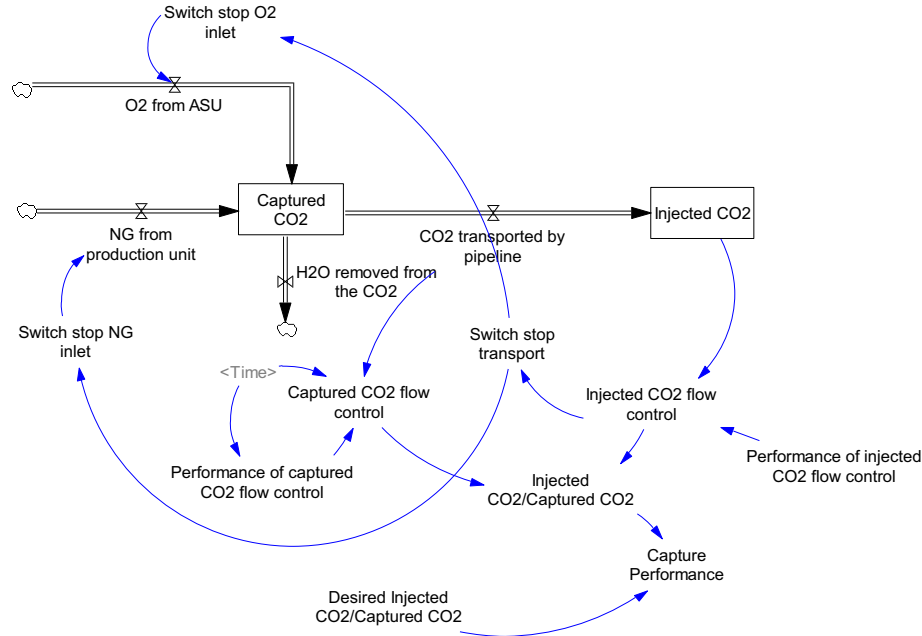 Switch stop O2
inlet
O2 from ASU
Captured
CO2
Injected CO2
NG from
production unit
CO2 transported by
pipeline
H2O removed from
the CO2
Switch stop NG
inlet
Switch stop
transport
<Time>
Captured CO2 flow
control
Injected CO2 flow
control
Performance of captured
CO2 flow control
Injected
CO2/Captured CO2
Performance of injected
CO2 flow control
Capture
Performance
Desired Injected
CO2/Captured CO2